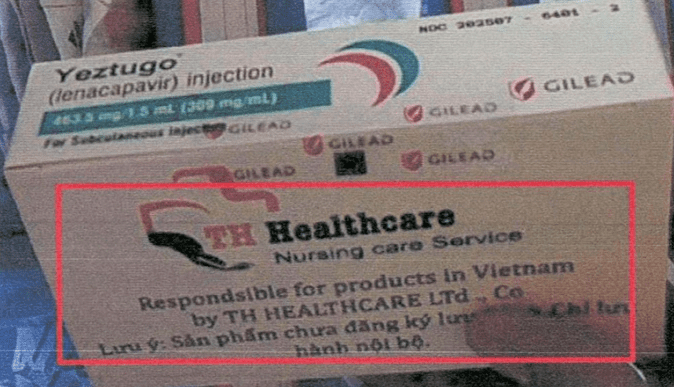 NDC 202507 - 6401 - 2
Yeztugo
(lenacapavir) injection
463.5 mg/1.5 mL (309 mg/mL)
For Subcutaneous injection
GILEAD
GILEAD
GILEAD
GILEAD
GILEAD
GILEAD
TH Healthcare
Nursing care Service
Respondsible for products in Vietnam
by TH HEALTHCARE LTd ., Co
Lưu ý: Sản phẩm chưa đăng ký lưu Chỉ lưu
hành nội bộ.